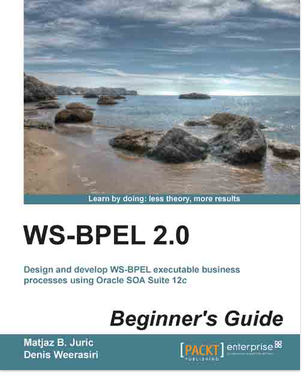 Learn by doing: less theory, more results
WS-BPEL 2.0
Design and develop WS-BPEL executable business
processes using Oracle SOA Suite 12c
Beginner's Guide
Matjaz B. Juric
Denis Weerasiri
[PACKT] enterprise
PUBLISHING